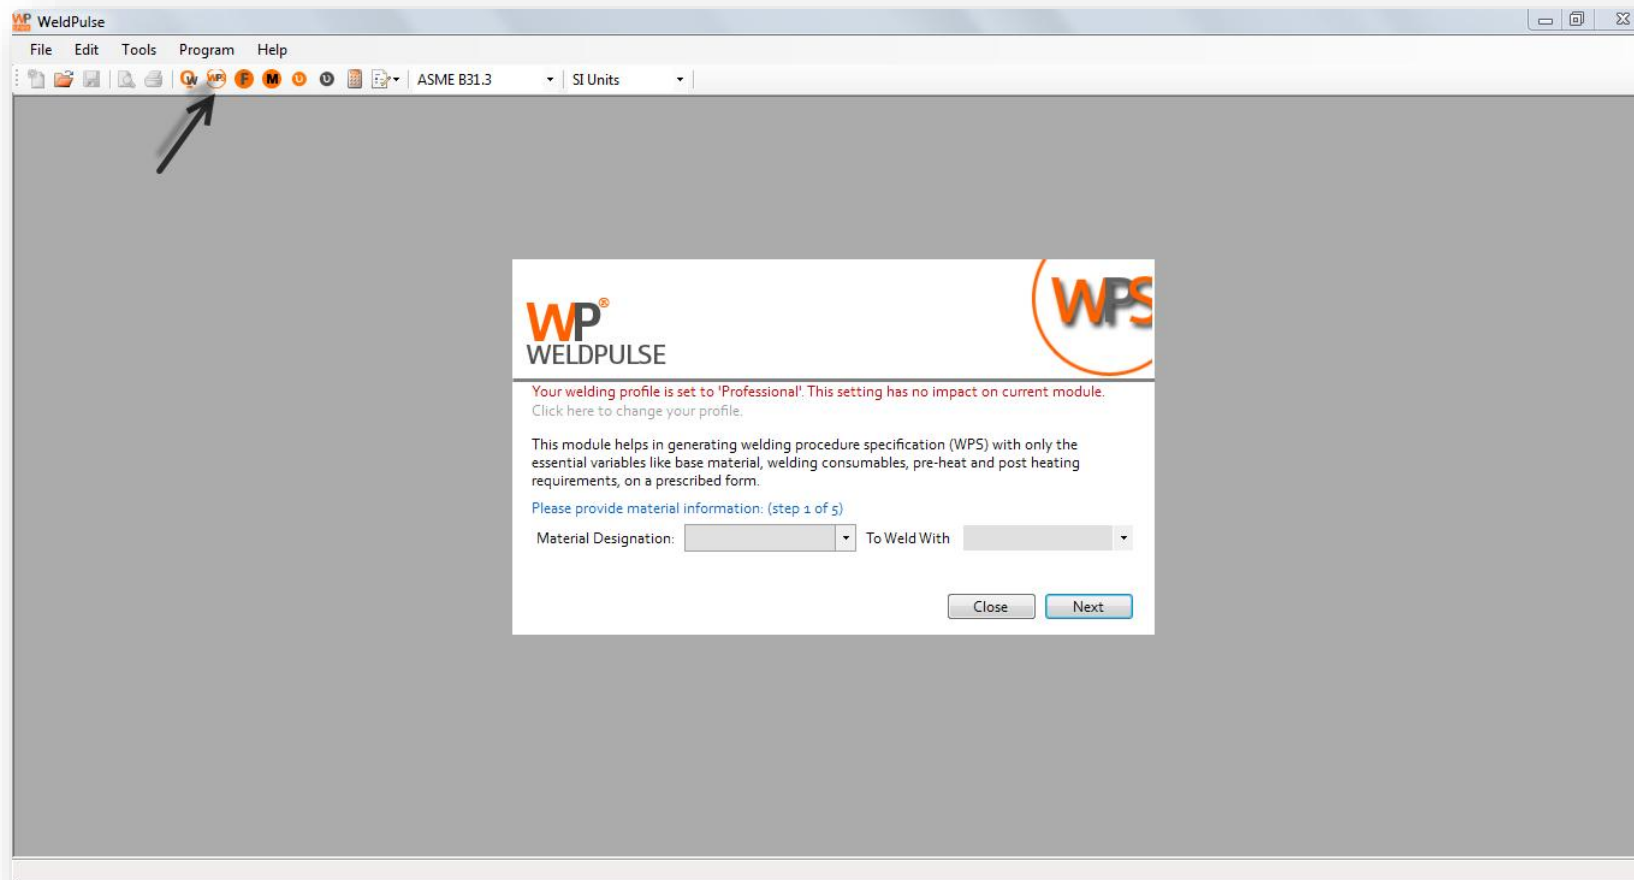 WP WeldPulse
File Edit Tools Program Help
QW WPS F M U U ASME B31.3 SI Units
WP® WPS
WELDPULSE
Your welding profile is set to 'Professional'. This setting has no impact on current module.
Click here to change your profile.
This module helps in generating welding procedure specification (WPS) with only the
essential variables like base material, welding consumables, pre-heat and post heating
requirements, on a prescribed form.
Please provide material information: (step 1 of 5)
Material Designation: To Weld With
Close Next